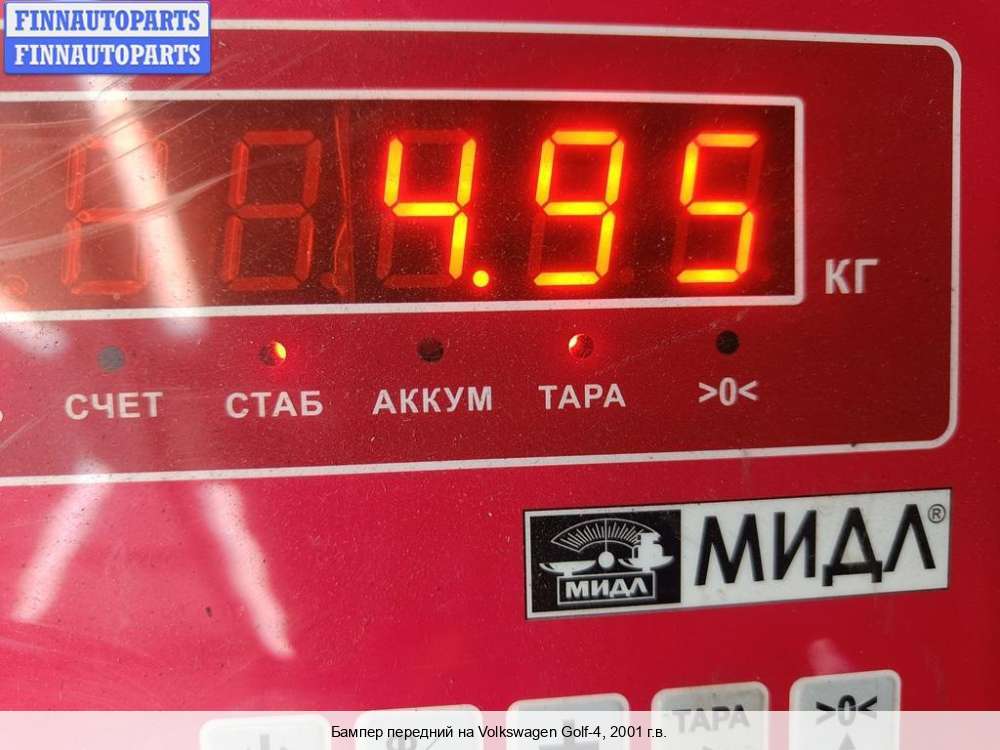 FINNAUTOPARTS
FINNAUTOPARTS
4.95
КГ
СЧЕТ СТАБ АККУМ ТАРА >0<
МИДЛ МИДЛ®
ТАРА >0<
Бампер передний на Volkswagen Golf-4, 2001 г.в.